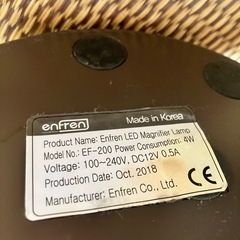 enfren Made in Korea
Product Name: Enfren LED Magnifier Lamp
Model No.: EF-200 Power Consumption: 4W
Voltage: 100~240V, DC12V 0.5A
Production Date: Oct. 2018
Enfren Co., Ltd.
CE